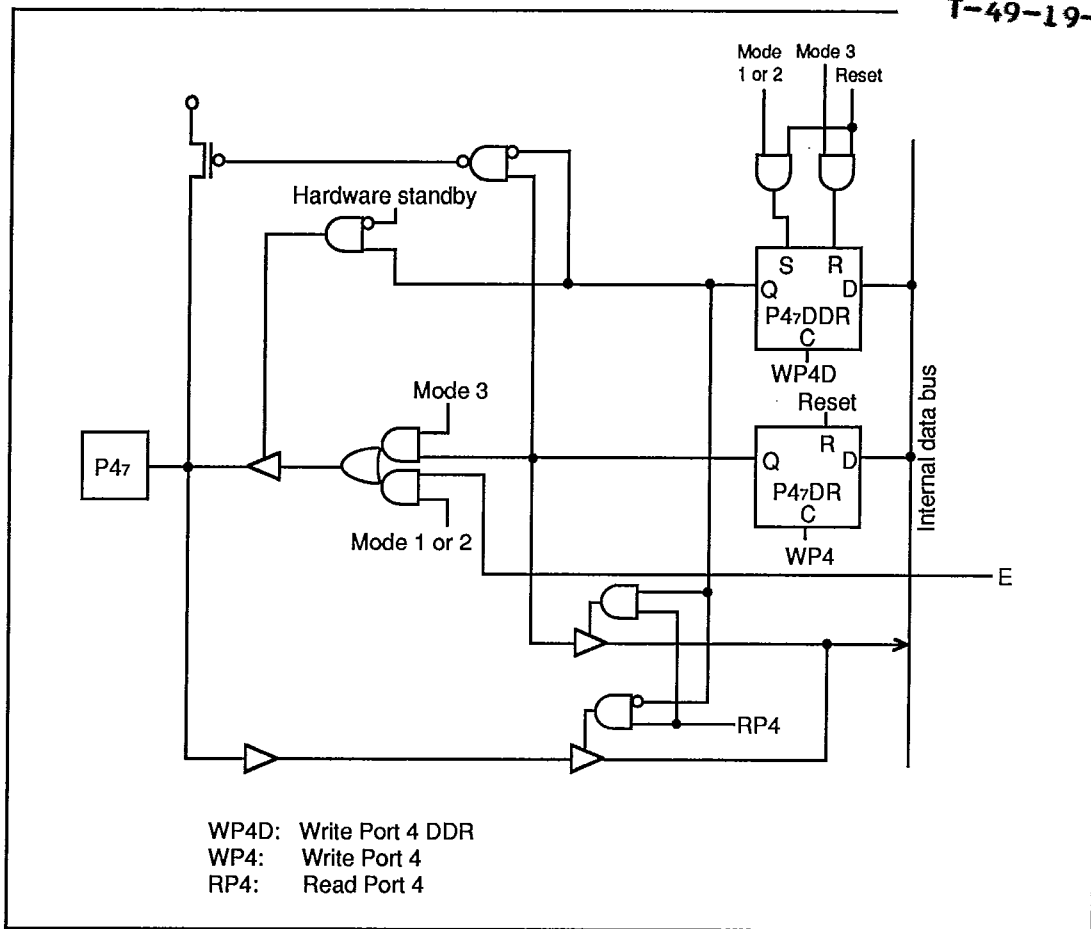 T-49-19-
Mode 1 or 2
Mode 3
Reset
Hardware standby
S R
Q D
P47DDR
C
WP4D
Mode 3
Reset
R
P47
Q D
P47DR
C
Internal data bus
Mode 1 or 2
WP4
E
RP4
WP4D: Write Port 4 DDR
WP4: Write Port 4
RP4: Read Port 4